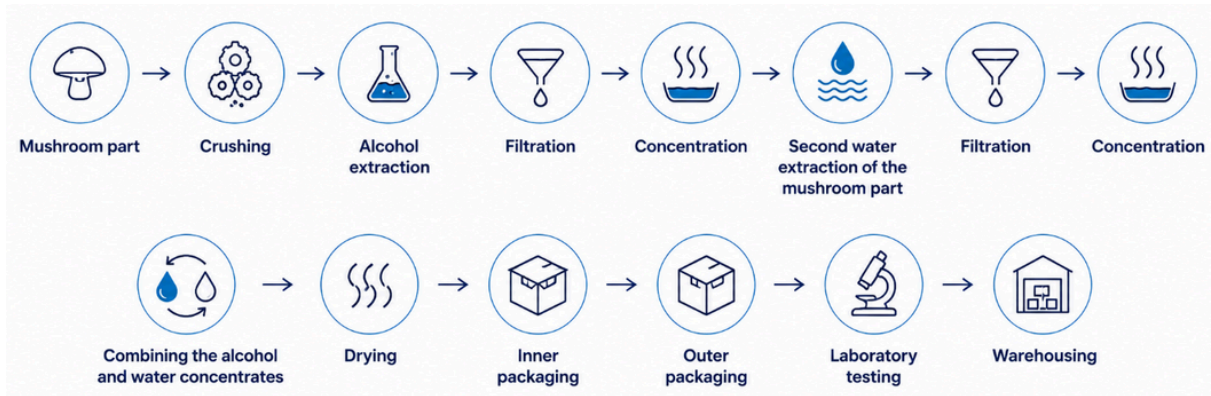 Mushroom part
Crushing
Alcohol
extraction
Filtration
Concentration
Second water
extraction of the
mushroom part
Filtration
Concentration
Combining the alcohol
and water concentrates
Drying
Inner
packaging
Outer
packaging
Laboratory
testing
Warehousing